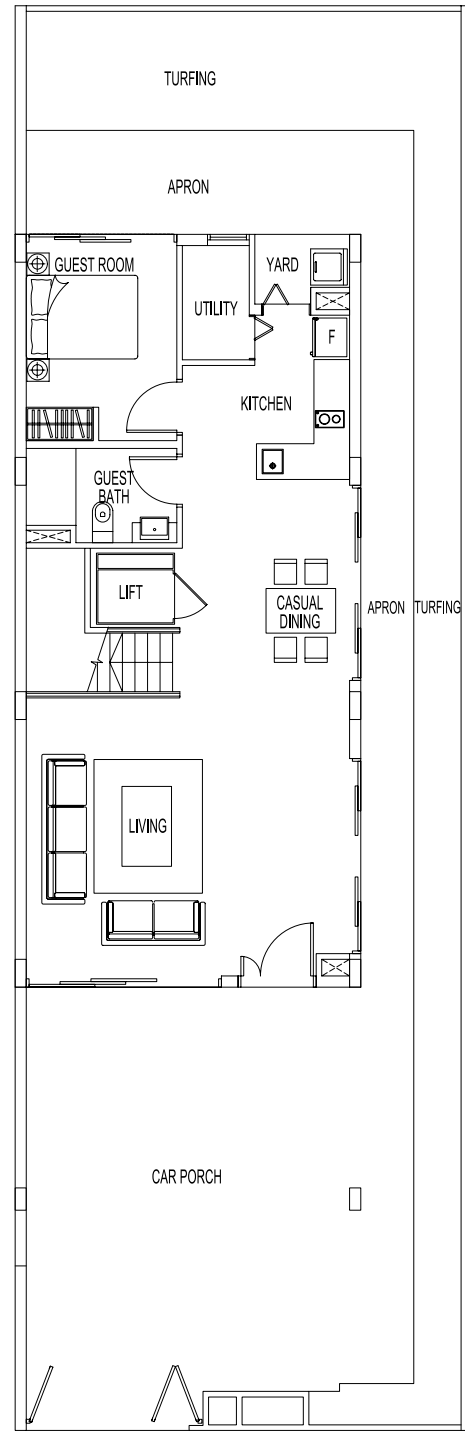 TURFING
APRON
GUEST ROOM
YARD
UTILITY
F
KITCHEN
GUEST
BATH
LIFT
CASUAL
DINING
APRON
TURFING
LIVING
CAR PORCH